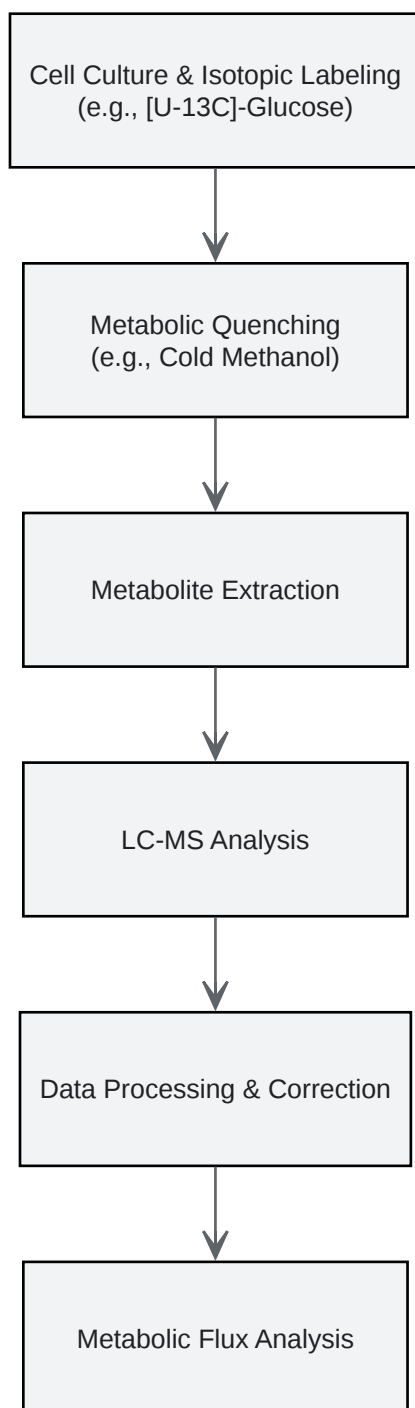 Cell Culture & Isotopic Labeling
(e.g., [U-13C]-Glucose)
Metabolic Quenching
(e.g., Cold Methanol)
Metabolite Extraction
LC-MS Analysis
Data Processing & Correction
Metabolic Flux Analysis